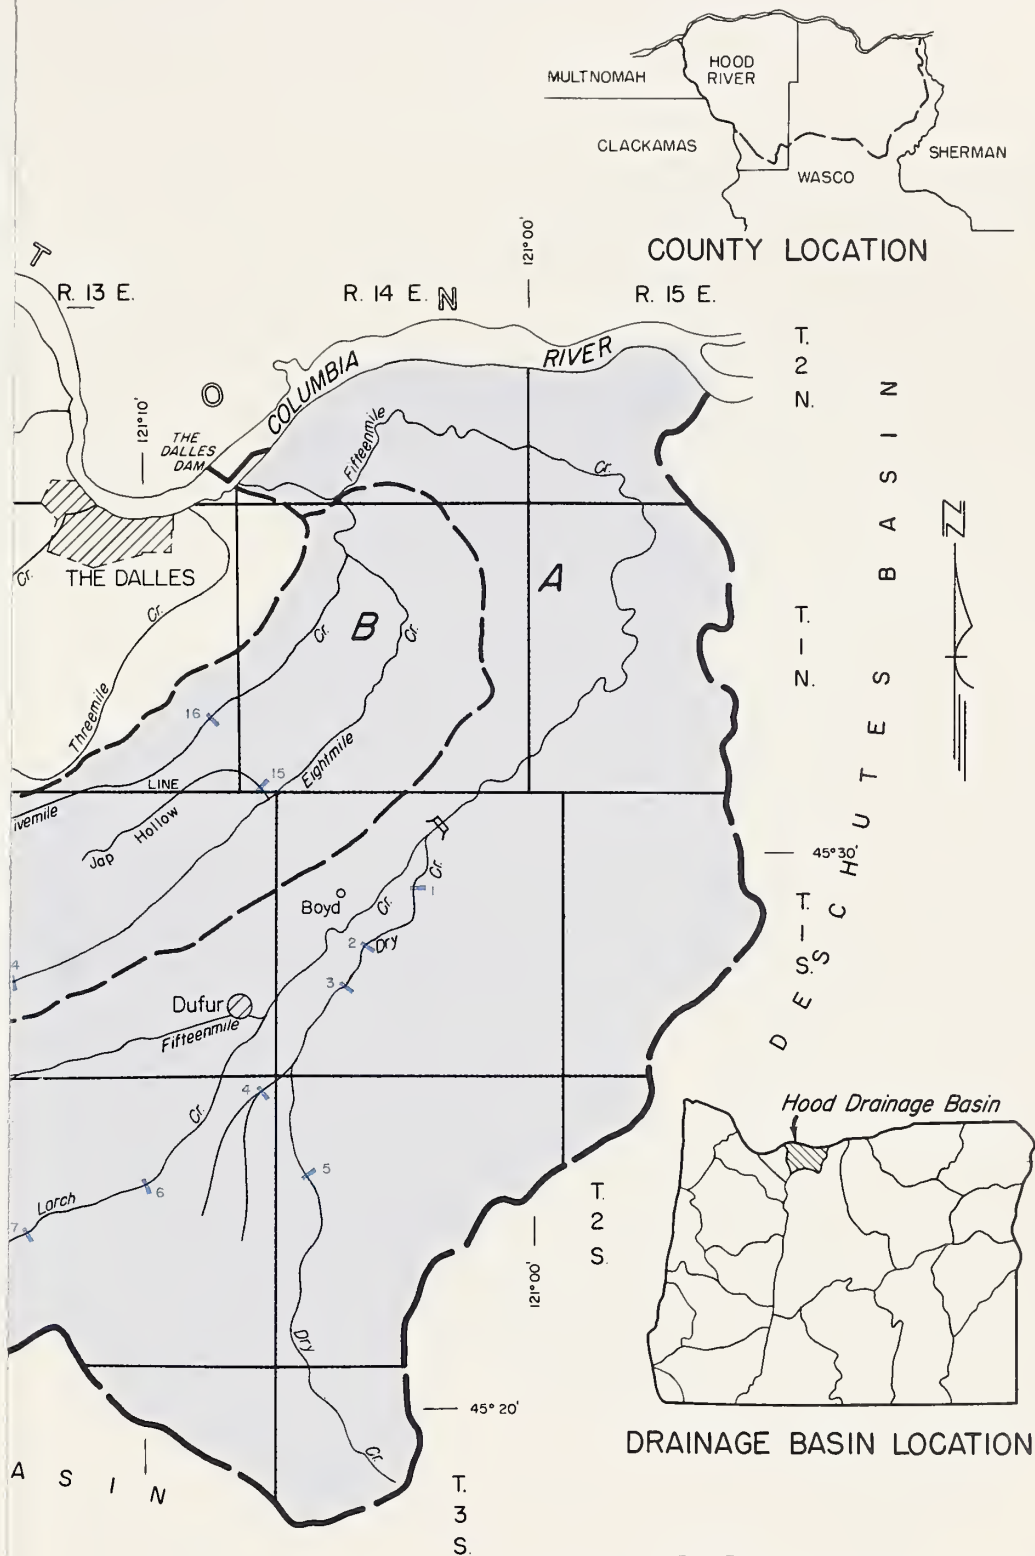 MULTNOMAH
HOOD
RIVER
CLACKAMAS
SHERMAN
WASCO
COUNTY LOCATION
T
O
N
R. 13 E.
R. 14 E.
R. 15 E.
121°00'
121°10'
T.
2
N.
COLUMBIA
RIVER
THE
DALLES
DAM
Fifteenmile
Cr.
THE DALLES
Cr.
Cr.
Threemile
B
A
Cr.
Cr.
T.
1
N.
16
15
LINE
Eightmile
ivemile
Jap Hollow
45°30'
DESCHUTES BASIN
Boyd
Cr.
Cr.
1
2
Dry
3
T.
1
S.
4
Dufur
Fifteenmile
4
Cr.
5
6
Larch
7
T.
2
S.
121°00'
Dry
Cr.
45°20'
Hood Drainage Basin
DRAINAGE BASIN LOCATION
ASIN
T.
3
S.